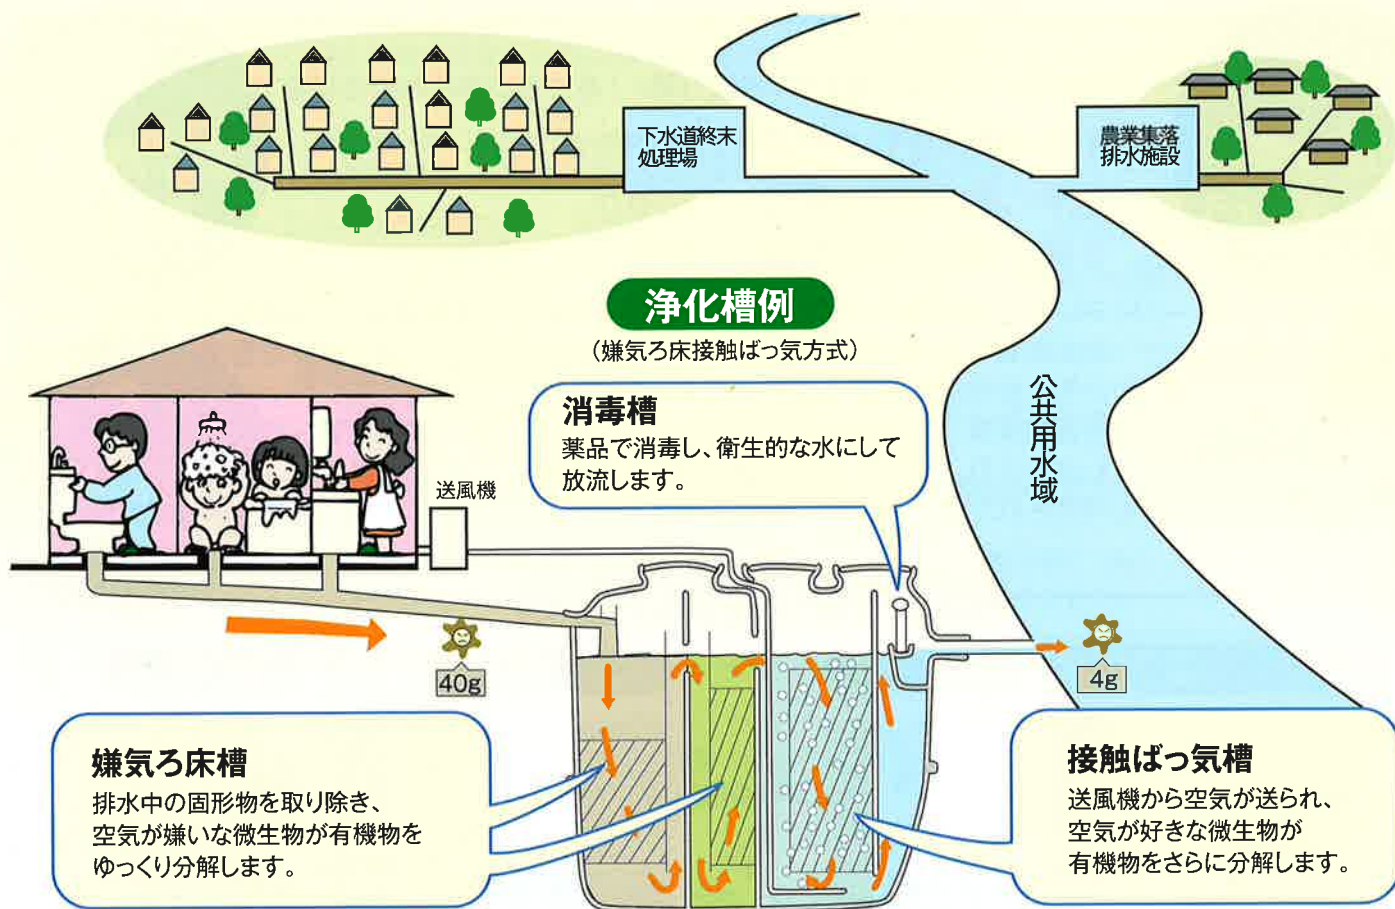 下水道終末
処理場
農業集落
排水施設
浄化槽例
（嫌気ろ床接触ばっ気方式）
公共用水域
消毒槽
薬品で消毒し、衛生的な水にして
放流します。
送風機
40g
4g
嫌気ろ床槽
排水中の固形物を取り除き、
空気が嫌いな微生物が有機物を
ゆっくり分解します。
接触ばっ気槽
送風機から空気が送られ、
空気が好きな微生物が
有機物をさらに分解します。